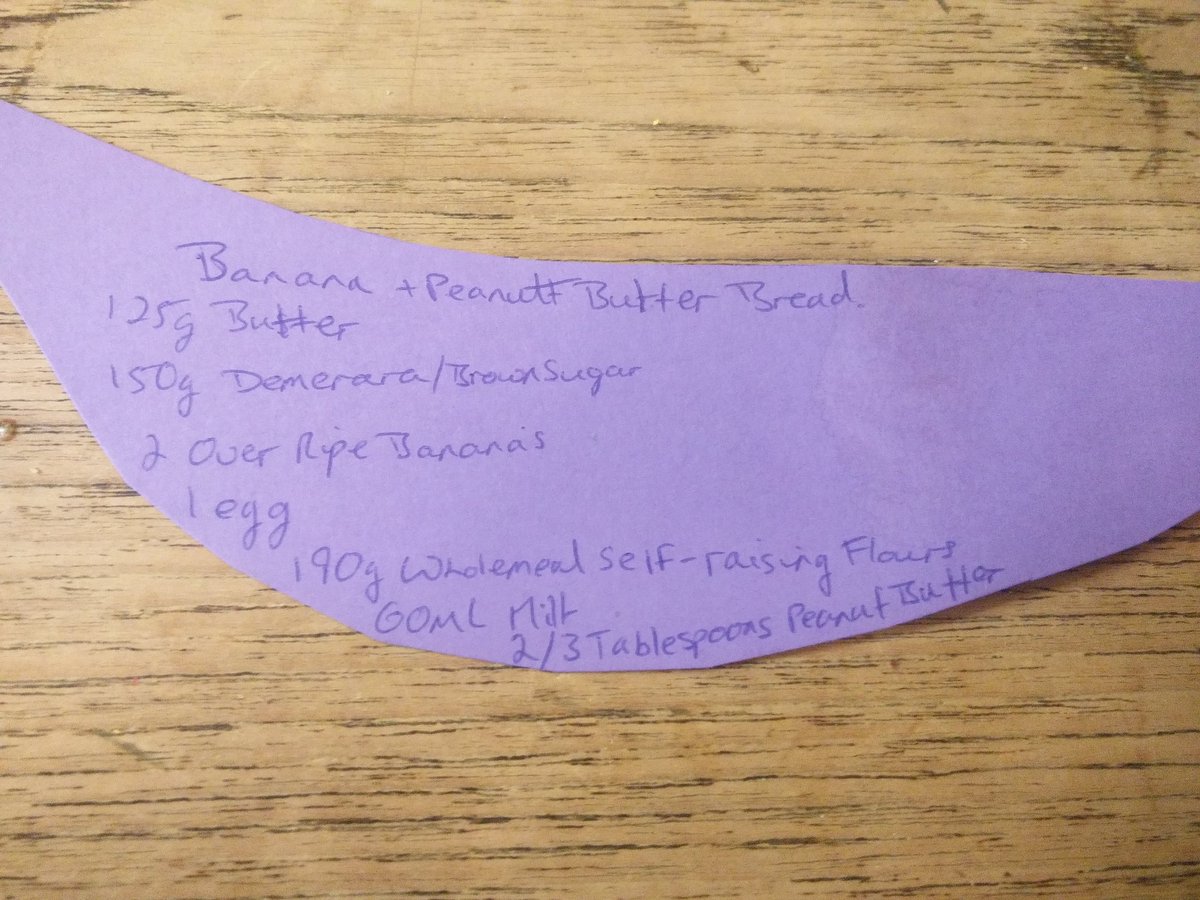 Banana + Peanutt Butter Bread.
125g Butter
150g Demerara/Brown Sugar
2 Over Ripe Banana's
1 egg
190g Wholemeal Self-raising Flours
60ML Milk
2/3 Tablespoons Peanut Butter